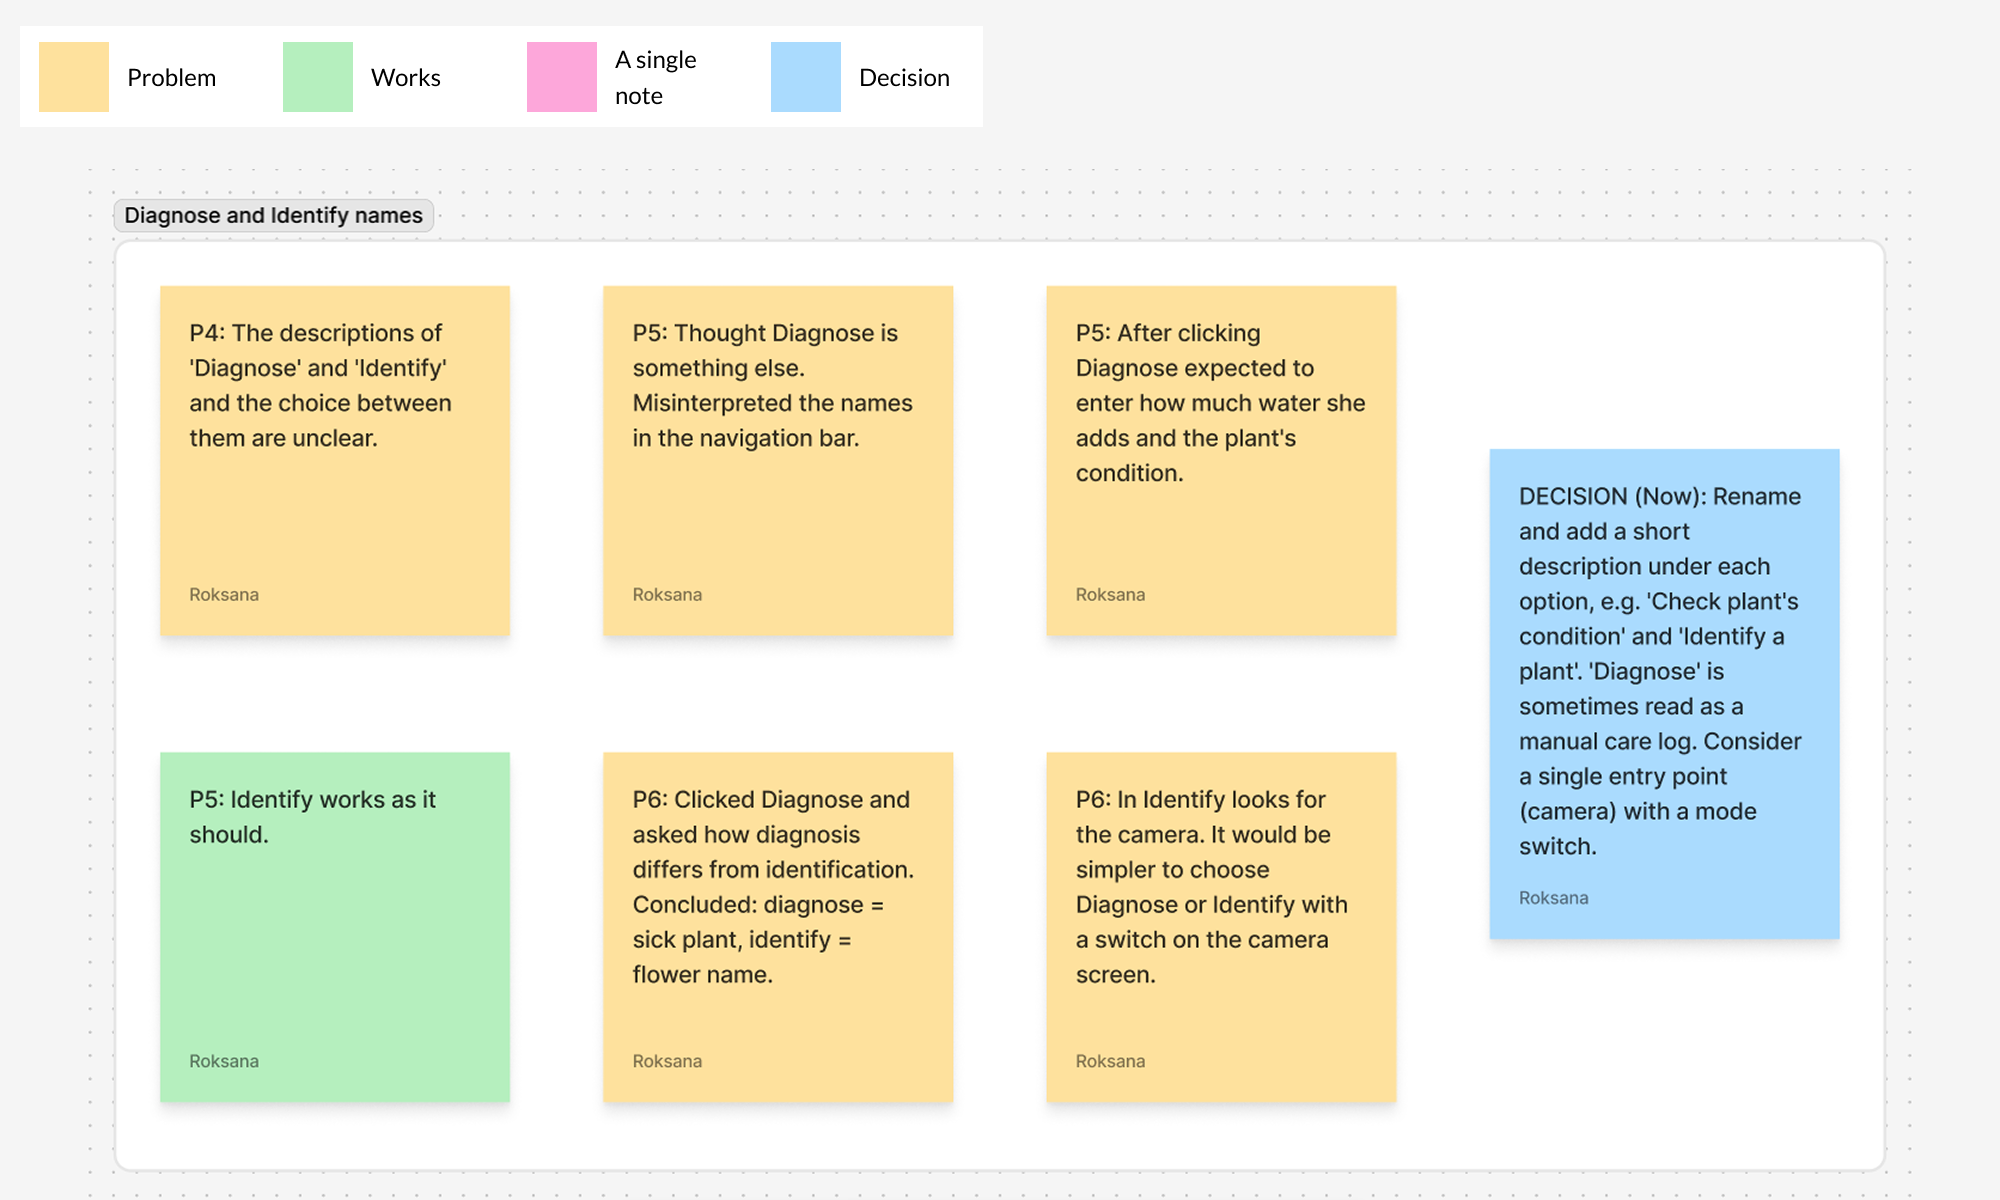 Problem
Works
A single
note
Decision
Diagnose and Identify names
P4: The descriptions of
'Diagnose' and 'Identify'
and the choice between
them are unclear.
Roksana
P5: Thought Diagnose is
something else.
Misinterpreted the names
in the navigation bar.
Roksana
P5: After clicking
Diagnose expected to
enter how much water she
adds and the plant's
condition.
Roksana
DECISION (Now): Rename
and add a short
description under each
option, e.g. 'Check plant's
condition' and 'Identify a
plant'. 'Diagnose' is
sometimes read as a
manual care log. Consider
a single entry point
(camera) with a mode
switch.
Roksana
P5: Identify works as it
should.
Roksana
P6: Clicked Diagnose and
asked how diagnosis
differs from identification.
Concluded: diagnose =
sick plant, identify =
flower name.
Roksana
P6: In Identify looks for
the camera. It would be
simpler to choose
Diagnose or Identify with
a switch on the camera
screen.
Roksana